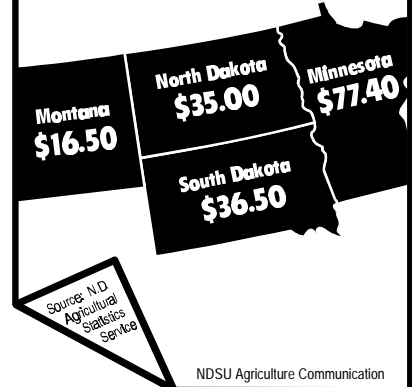 Montana
$16.50
North Dakota
$35.00
Minnesota
$77.40
South Dakota
$36.50
Source: N.D.
Agricultural
Statistics
Service
NDSU Agriculture Communication